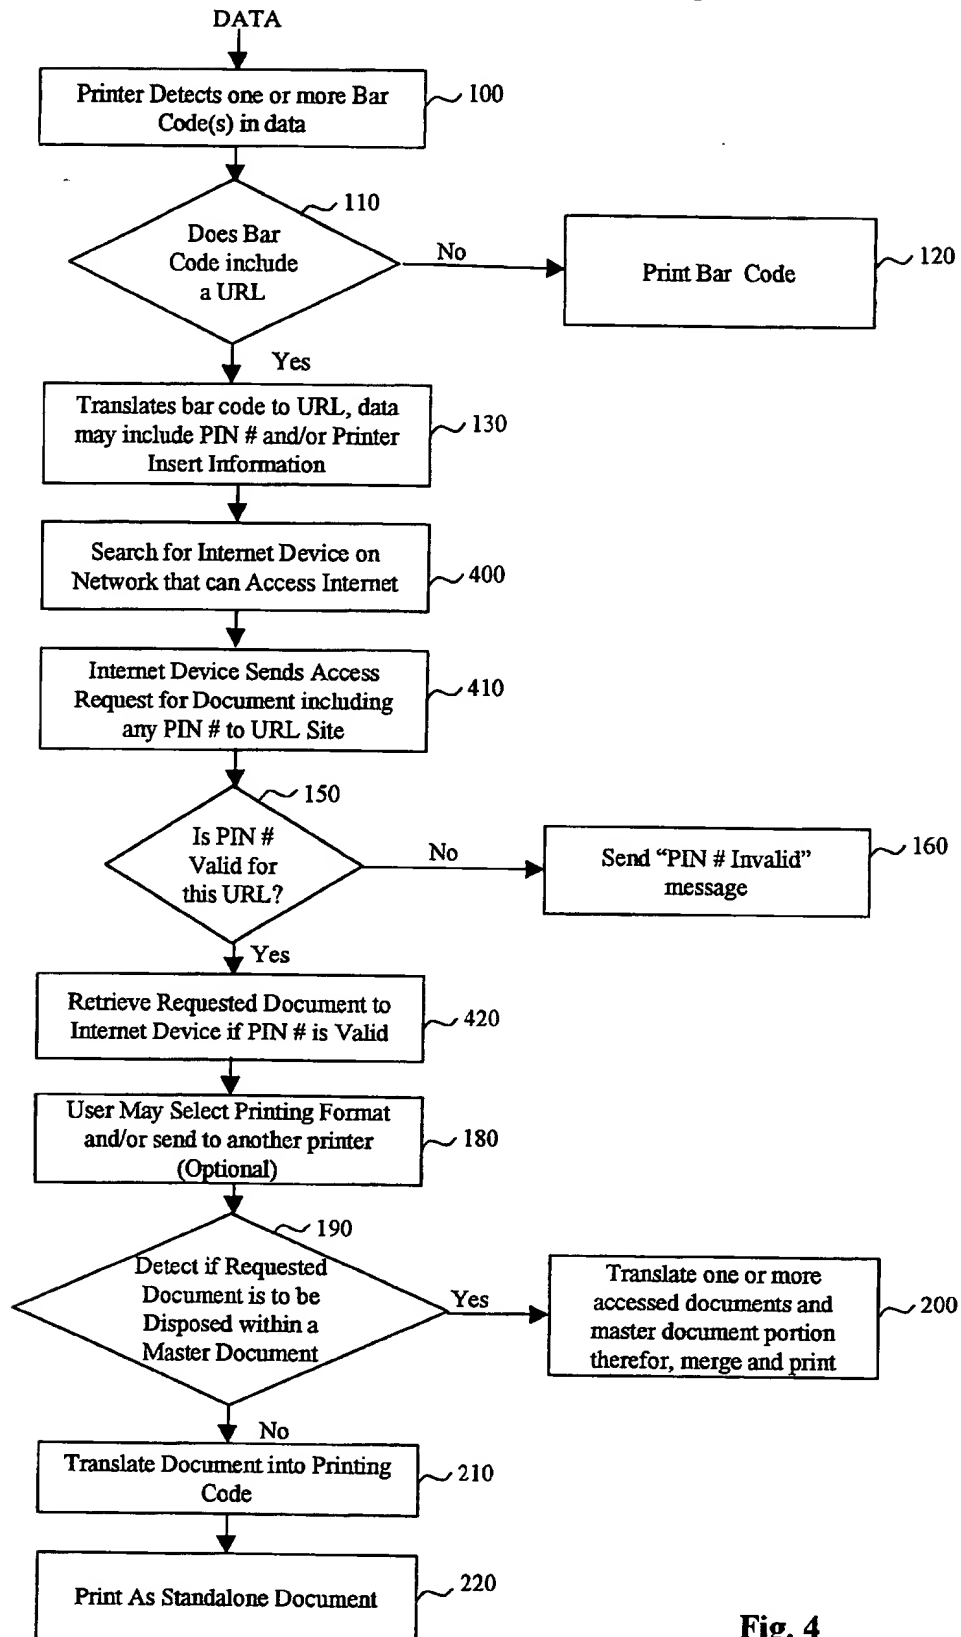 DATA
Printer Detects one or more Bar
Code(s) in data
100
110
Does Bar
Code include
a URL
No
Print Bar Code
120
Yes
Translates bar code to URL, data
may include PIN # and/or Printer
Insert Information
130
Search for Internet Device on
Network that can Access Internet
400
Internet Device Sends Access
Request for Document including
any PIN # to URL Site
410
150
Is PIN #
Valid for
this URL?
No
Send “PIN # Invalid”
message
160
Yes
Retrieve Requested Document to
Internet Device if PIN # is Valid
420
User May Select Printing Format
and/or send to another printer
(Optional)
180
190
Detect if Requested
Document is to be
Disposed within a
Master Document
Yes
Translate one or more
accessed documents and
master document portion
therefor, merge and print
200
No
Translate Document into Printing
Code
210
Print As Standalone Document
220
Fig. 4